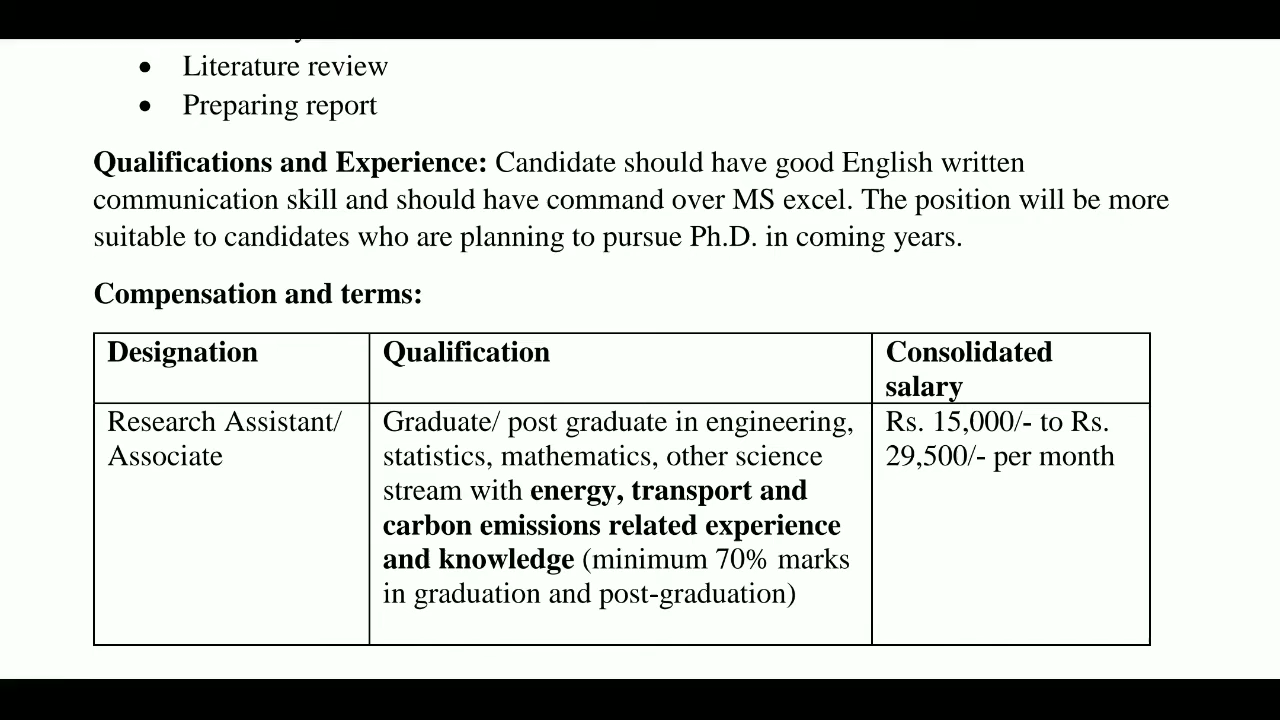 • Literature review
• Preparing report
Qualifications and Experience: Candidate should have good English written
communication skill and should have command over MS excel. The position will be more
suitable to candidates who are planning to pursue Ph.D. in coming years.
Compensation and terms:
Designation
Qualification
Consolidated
salary
Research Assistant/
Associate
Graduate/ post graduate in engineering,
statistics, mathematics, other science
stream with energy, transport and
carbon emissions related experience
and knowledge (minimum 70% marks
in graduation and post-graduation)
Rs. 15,000/- to Rs.
29,500/- per month